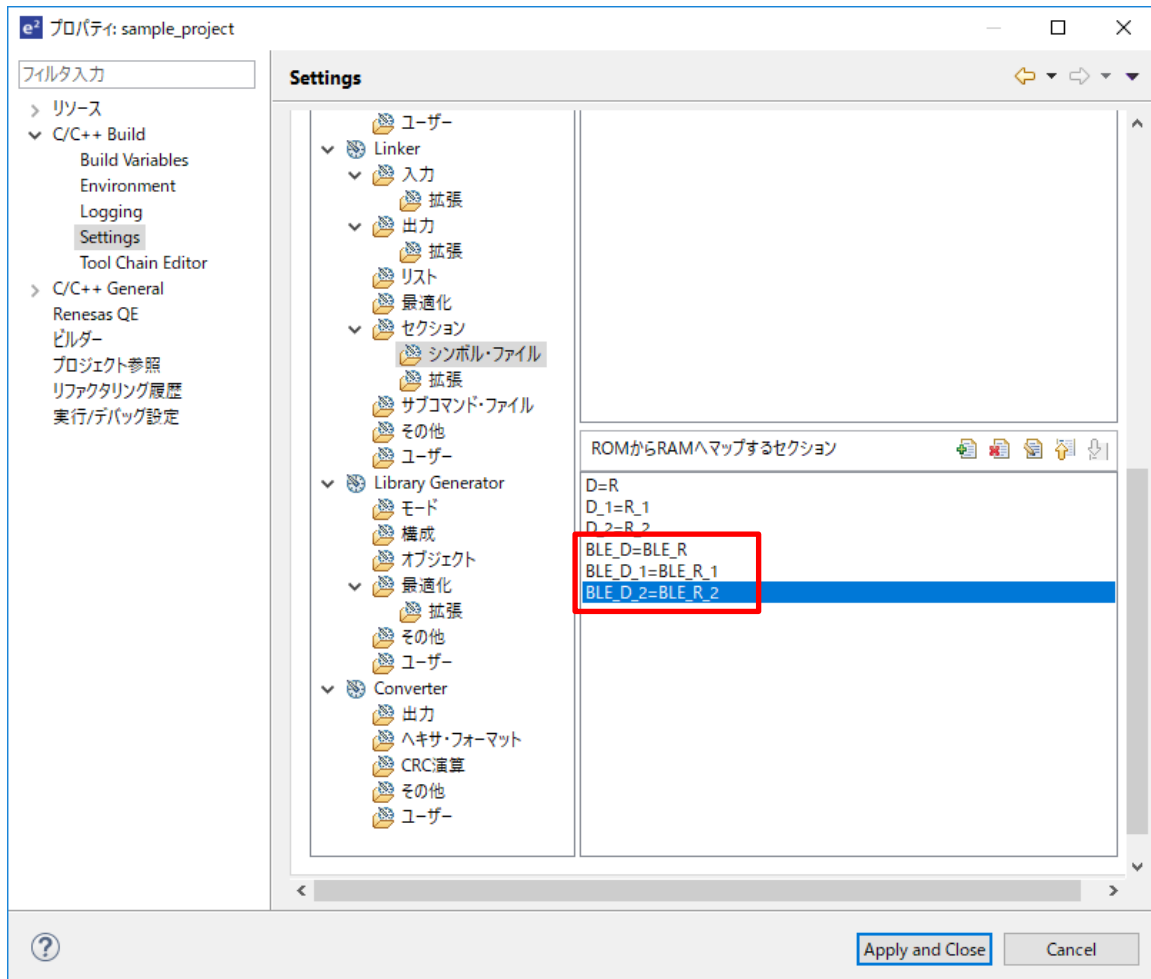 e² プロパティ: sample_project
フィルタ入力
リソース
C/C++ Build
Build Variables
Environment
Logging
Settings
Tool Chain Editor
C/C++ General
Renesas QE
ビルダー
プロジェクト参照
リファクタリング履歴
実行/デバッグ設定
Settings
ユーザー
Linker
入力
拡張
出力
拡張
リスト
最適化
セクション
シンボル・ファイル
拡張
サブコマンド・ファイル
その他
ユーザー
Library Generator
モード
構成
オブジェクト
最適化
拡張
その他
ユーザー
Converter
出力
ヘキサ・フォーマット
CRC演算
その他
ユーザー
ROMからRAMへマップするセクション
D=R
D_1=R_1
D_2=R_2
BLE_D=BLE_R
BLE_D_1=BLE_R_1
BLE_D_2=BLE_R_2
?
Apply and Close
Cancel